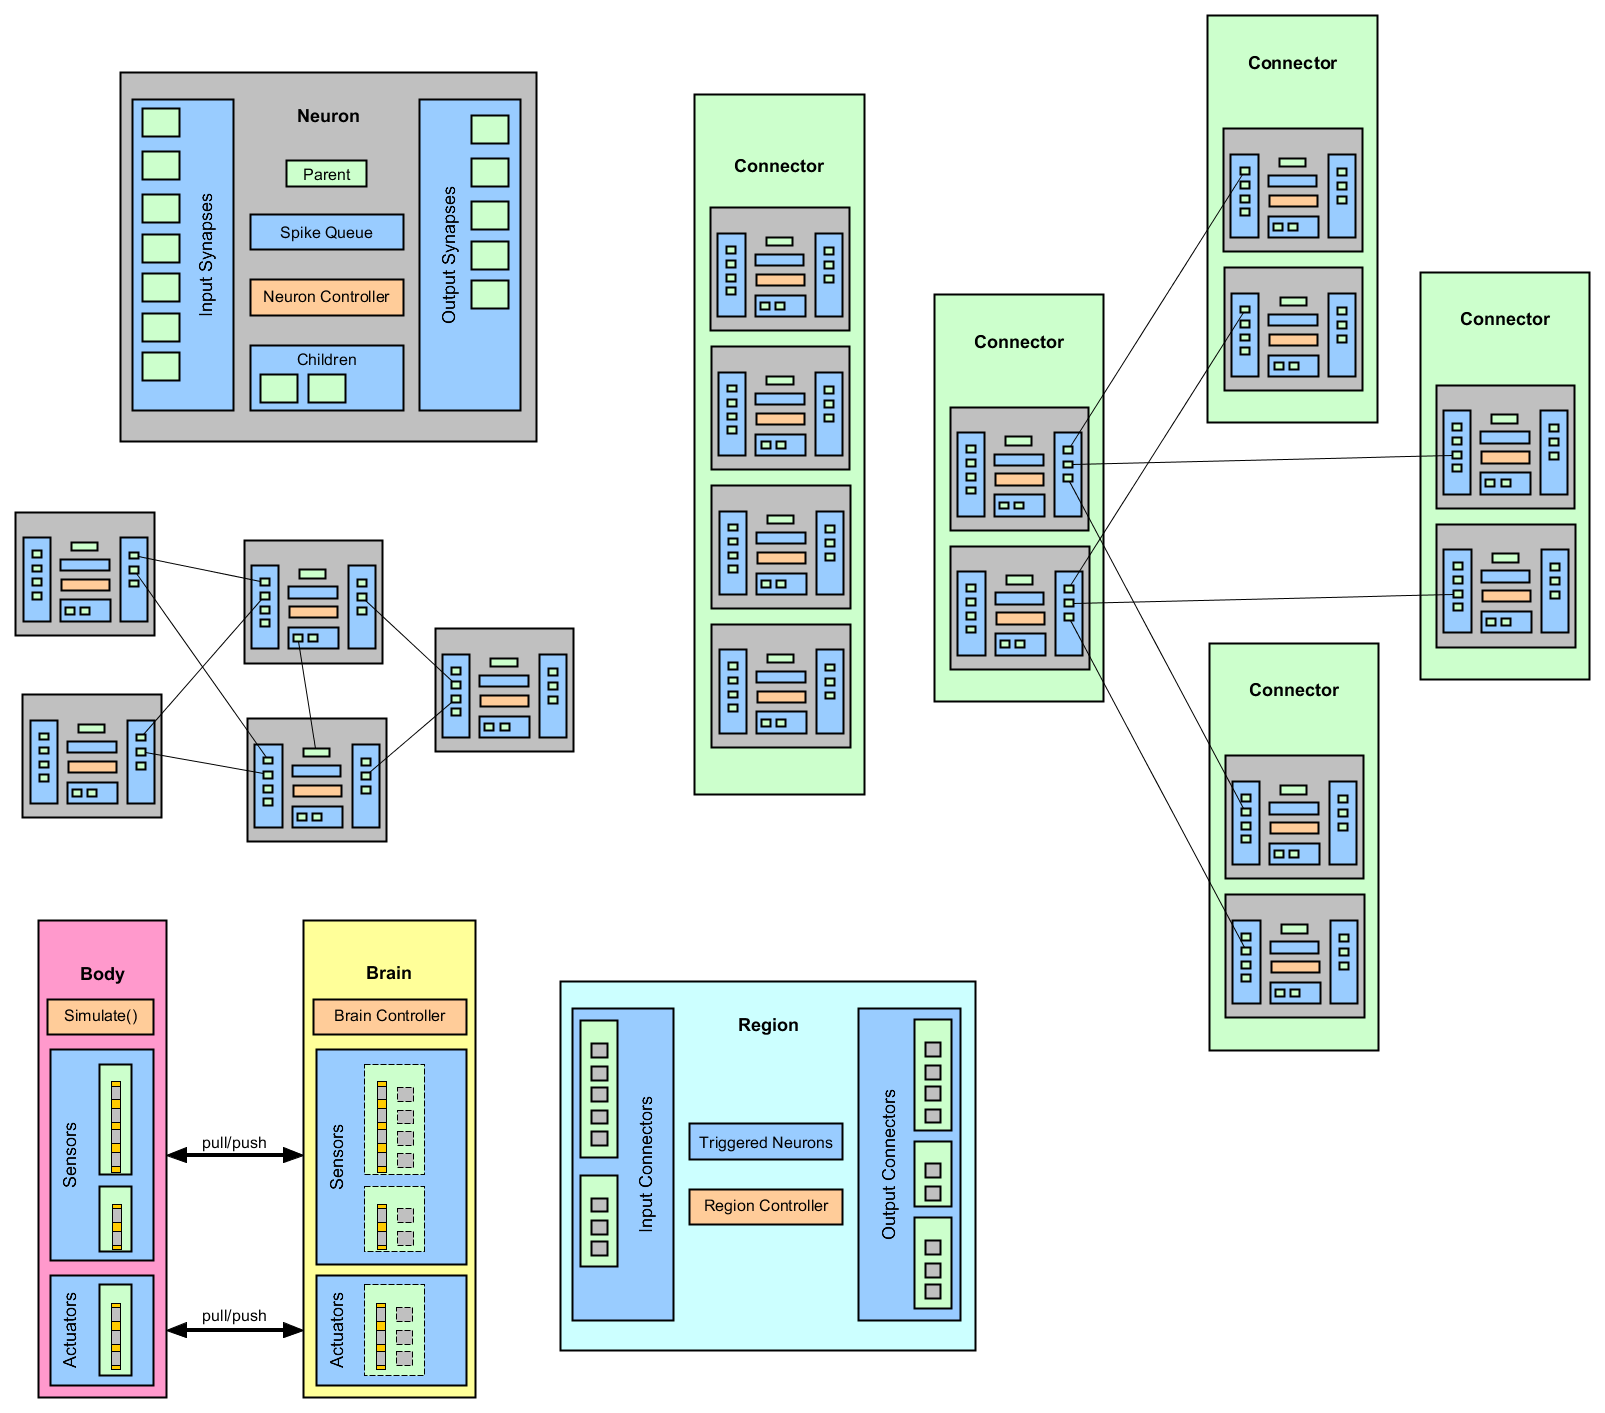 Neuron
Parent
Input Synapses
Spike Queue
Output Synapses
Neuron Controller
Children
Connector
Connector
Connector
Connector
Connector
Body
Simulate()
Sensors
Actuators
pull/push
pull/push
Brain
Brain Controller
Sensors
Actuators
Region
Input Connectors
Triggered Neurons
Region Controller
Output Connectors